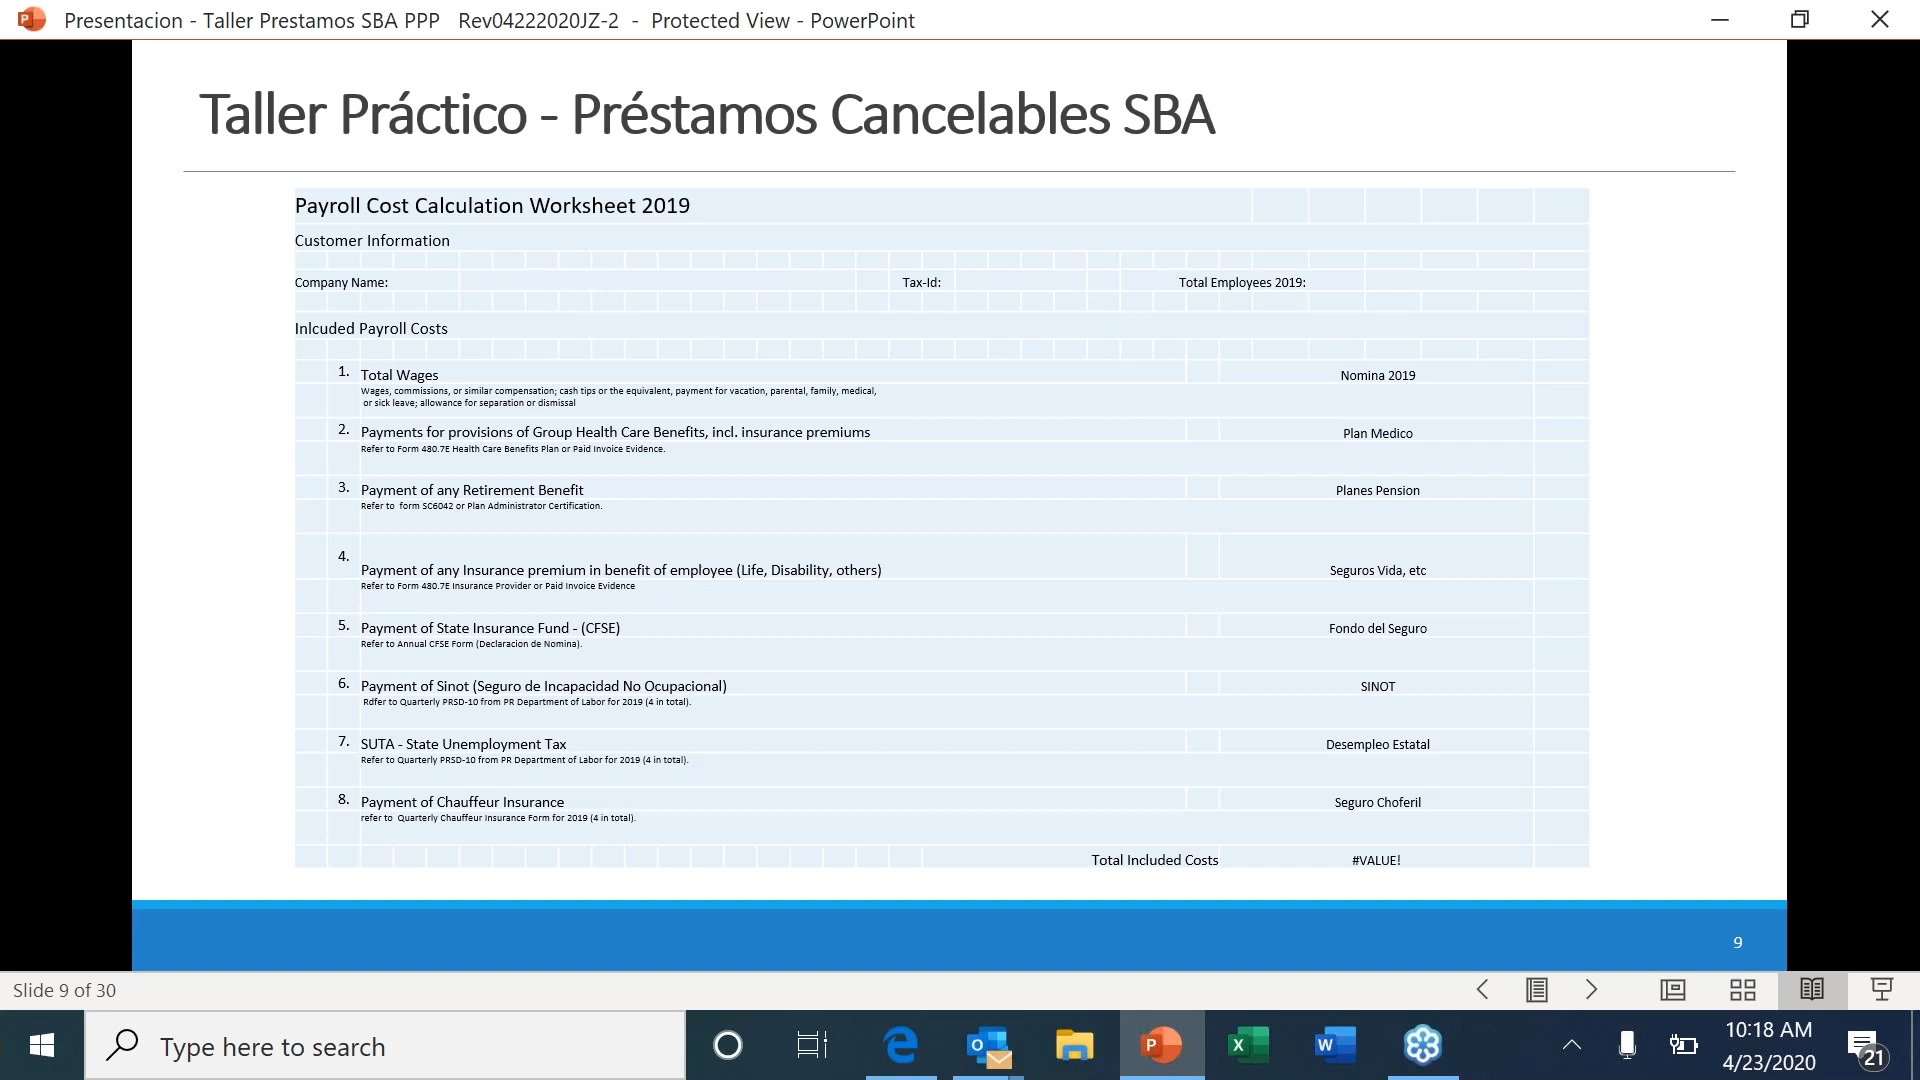 Presentacion - Taller Prestamos SBA PPP   Rev04222020JZ-2  -  Protected View - PowerPoint
Taller Práctico - Préstamos Cancelables SBA
Payroll Cost Calculation Worksheet 2019
Customer Information
Company Name: Tax-Id: Total Employees 2019:
Inlcuded Payroll Costs
1. Total Wages Nomina 2019
Wages, commissions, or similar compensation; cash tips or the equivalent, payment for vacation, parental, family, medical,
or sick leave; allowance for separation or dismissal
2. Payments for provisions of Group Health Care Benefits, incl. insurance premiums Plan Medico
Refer to Form 480.7E Health Care Benefits Plan or Paid Invoice Evidence.
3. Payment of any Retirement Benefit Planes Pension
Refer to  form SC6042 or Plan Administrator Certification.
4. Payment of any Insurance premium in benefit of employee (Life, Disability, others) Seguros Vida, etc
Refer to Form 480.7E Insurance Provider or Paid Invoice Evidence
5. Payment of State Insurance Fund - (CFSE) Fondo del Seguro
Refer to Annual CFSE Form (Declaracion de Nomina).
6. Payment of Sinot (Seguro de Incapacidad No Ocupacional) SINOT
Rdfer to Quarterly PRSD-10 from PR Department of Labor for 2019 (4 in total).
7. SUTA - State Unemployment Tax Desempleo Estatal
Refer to Quarterly PRSD-10 from PR Department of Labor for 2019 (4 in total).
8. Payment of Chauffeur Insurance Seguro Choferil
refer to  Quarterly Chauffeur Insurance Form for 2019 (4 in total).
Total Included Costs #VALUE!
9
Slide 9 of 30
Type here to search
10:18 AM
4/23/2020
21